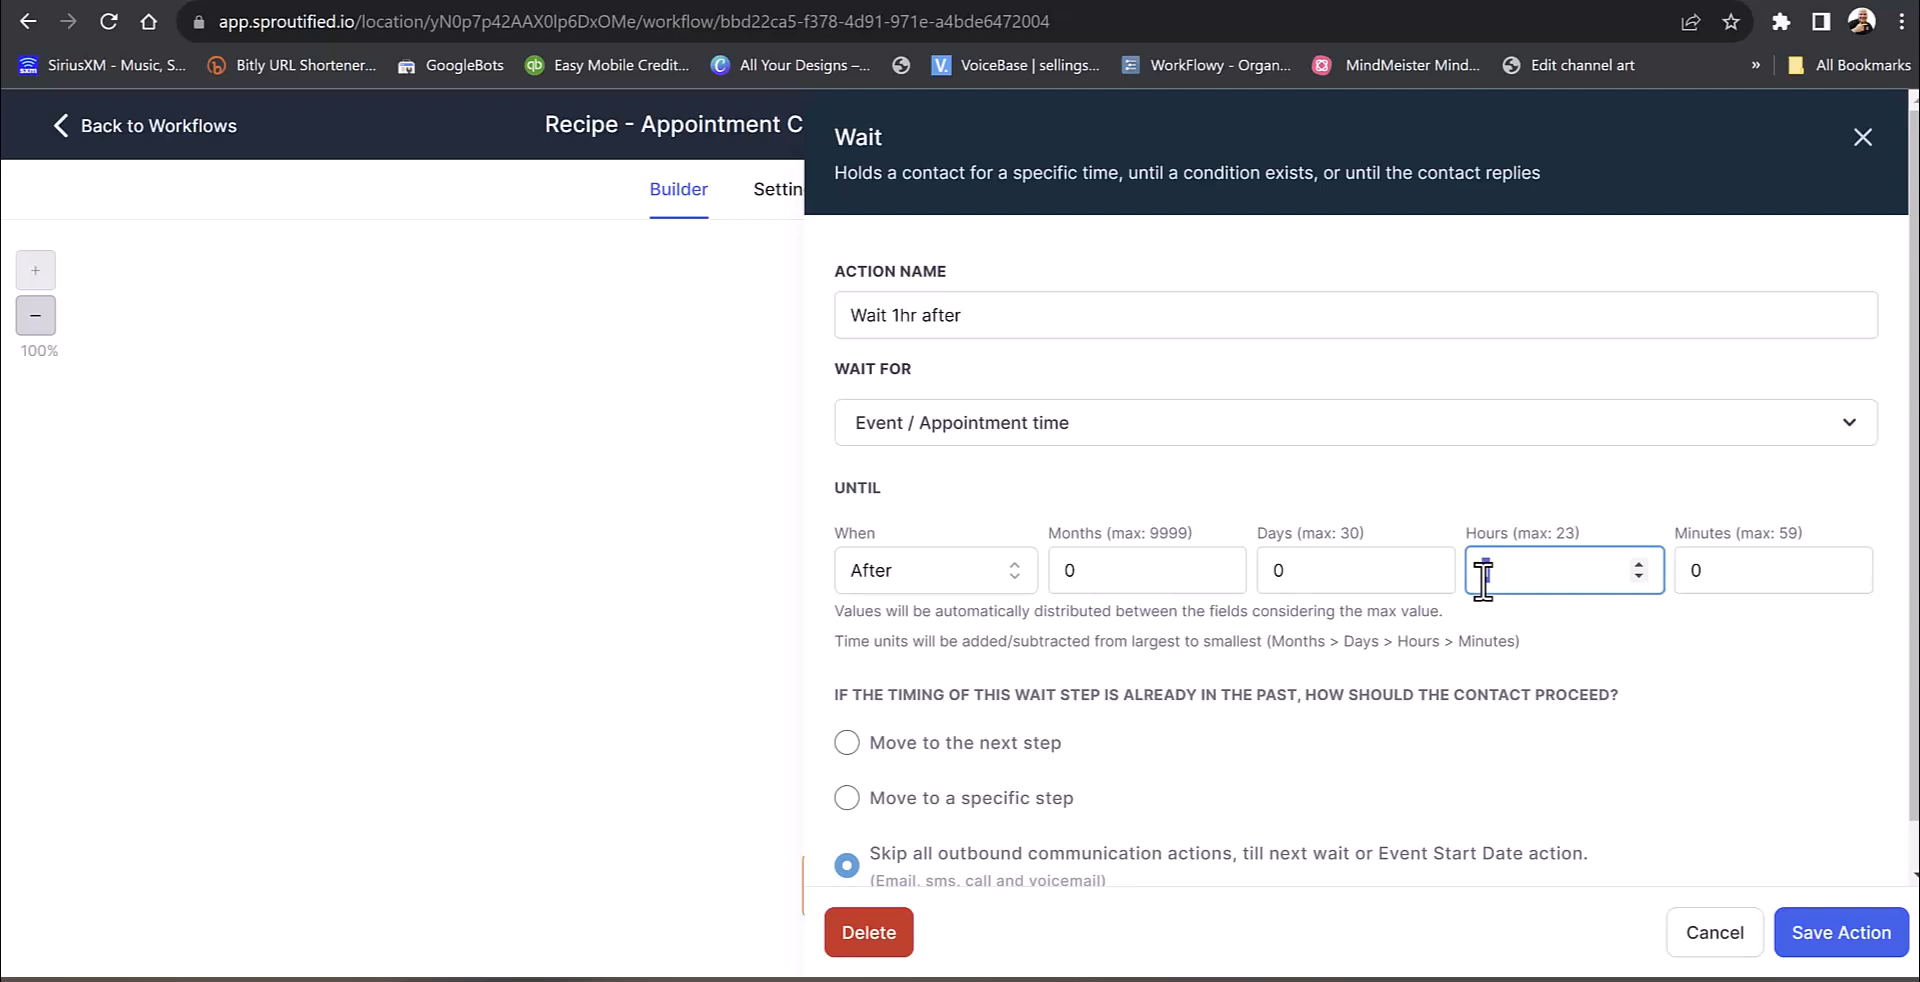 app.sproutified.io/location/yN0p7p42AAX0lp6DxOMe/workflow/bbd22ca5-f378-4d91-971e-a4bde6472004
SiriusXM - Music, S... Bitly URL Shortener... GoogleBots Easy Mobile Credit... All Your Designs –... VoiceBase | sellings... WorkFlowy - Organ... MindMeister Mind... Edit channel art » All Bookmarks
Back to Workflows
Recipe - Appointment C
Builder
Settin
+
−
100%
Wait
Holds a contact for a specific time, until a condition exists, or until the contact replies
ACTION NAME
Wait 1hr after
WAIT FOR
Event / Appointment time
UNTIL
When Months (max: 9999) Days (max: 30) Hours (max: 23) Minutes (max: 59)
After 0 0 0
Values will be automatically distributed between the fields considering the max value.
Time units will be added/subtracted from largest to smallest (Months > Days > Hours > Minutes)
IF THE TIMING OF THIS WAIT STEP IS ALREADY IN THE PAST, HOW SHOULD THE CONTACT PROCEED?
Move to the next step
Move to a specific step
Skip all outbound communication actions, till next wait or Event Start Date action.
(Email, sms, call and voicemail)
Delete Cancel Save Action